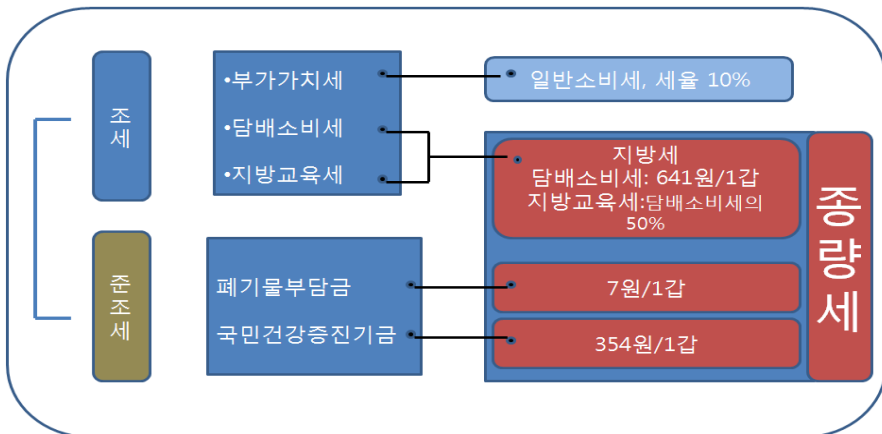 조세
•부가가치세
•담배소비세
•지방교육세
일반소비세, 세율 10%
지방세
담배소비세: 641원/1갑
지방교육세:담배소비세의
50%
준조세
폐기물부담금
국민건강증진기금
7원/1갑
354원/1갑
종량세